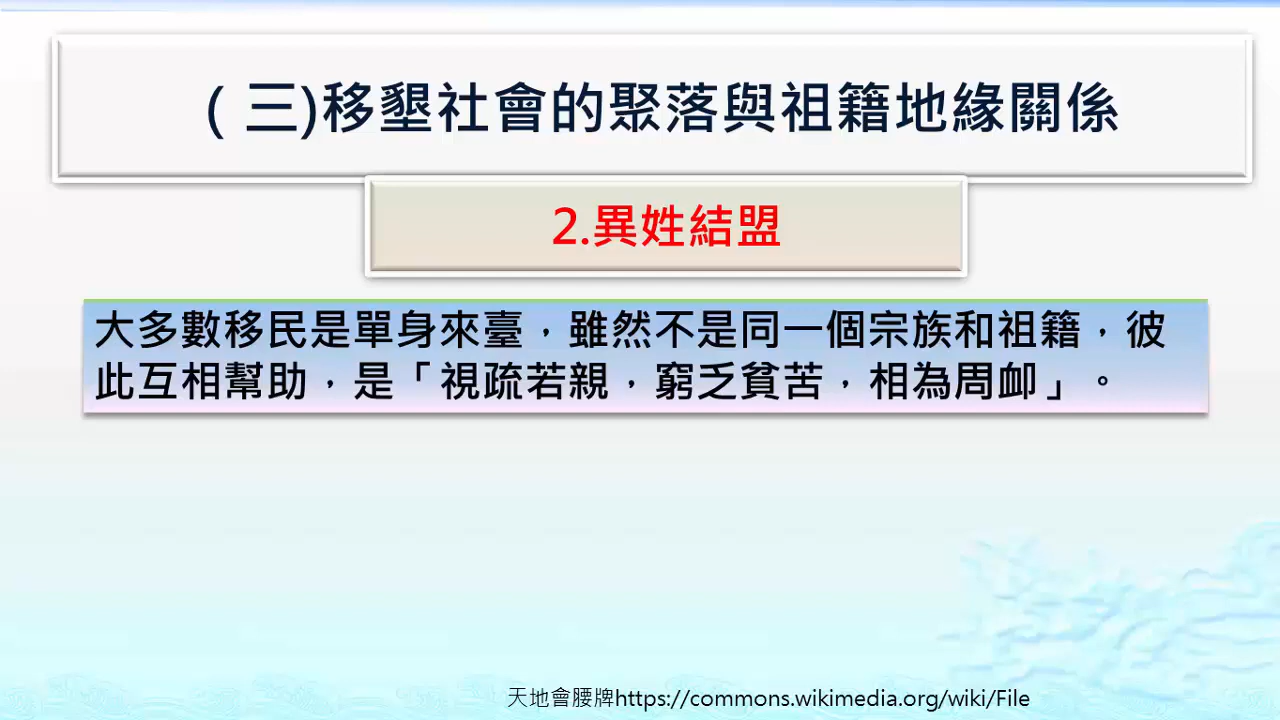 （三)移墾社會的聚落與祖籍地緣關係
2.異姓結盟
大多數移民是單身來臺，雖然不是同一個宗族和祖籍，彼
此互相幫助，是「視疏若親，窮乏貧苦，相為周卹」。
天地會腰牌https://commons.wikimedia.org/wiki/File